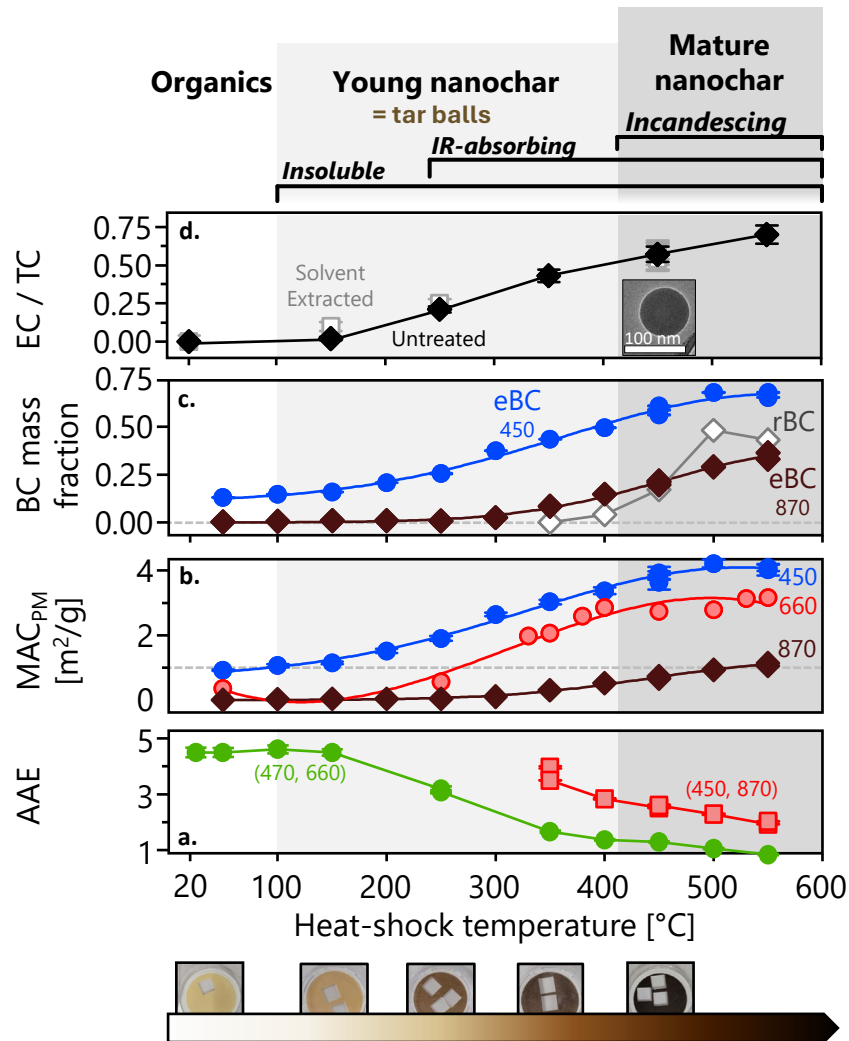 Organics
Young nanochar
= tar balls
Mature
nanochar
Incandescing
IR-absorbing
Insoluble
d.
EC / TC
0.75
0.50
0.25
0.00
Solvent
Extracted
Untreated
100 nm
c.
BC mass
fraction
0.75
0.50
0.25
0.00
eBC
450
rBC
eBC
870
b.
MAC_PM
[m²/g]
4
2
0
450
660
870
a.
AAE
5
3
1
(470, 660)
(450, 870)
20 100 200 300 400 500 600
Heat-shock temperature [°C]